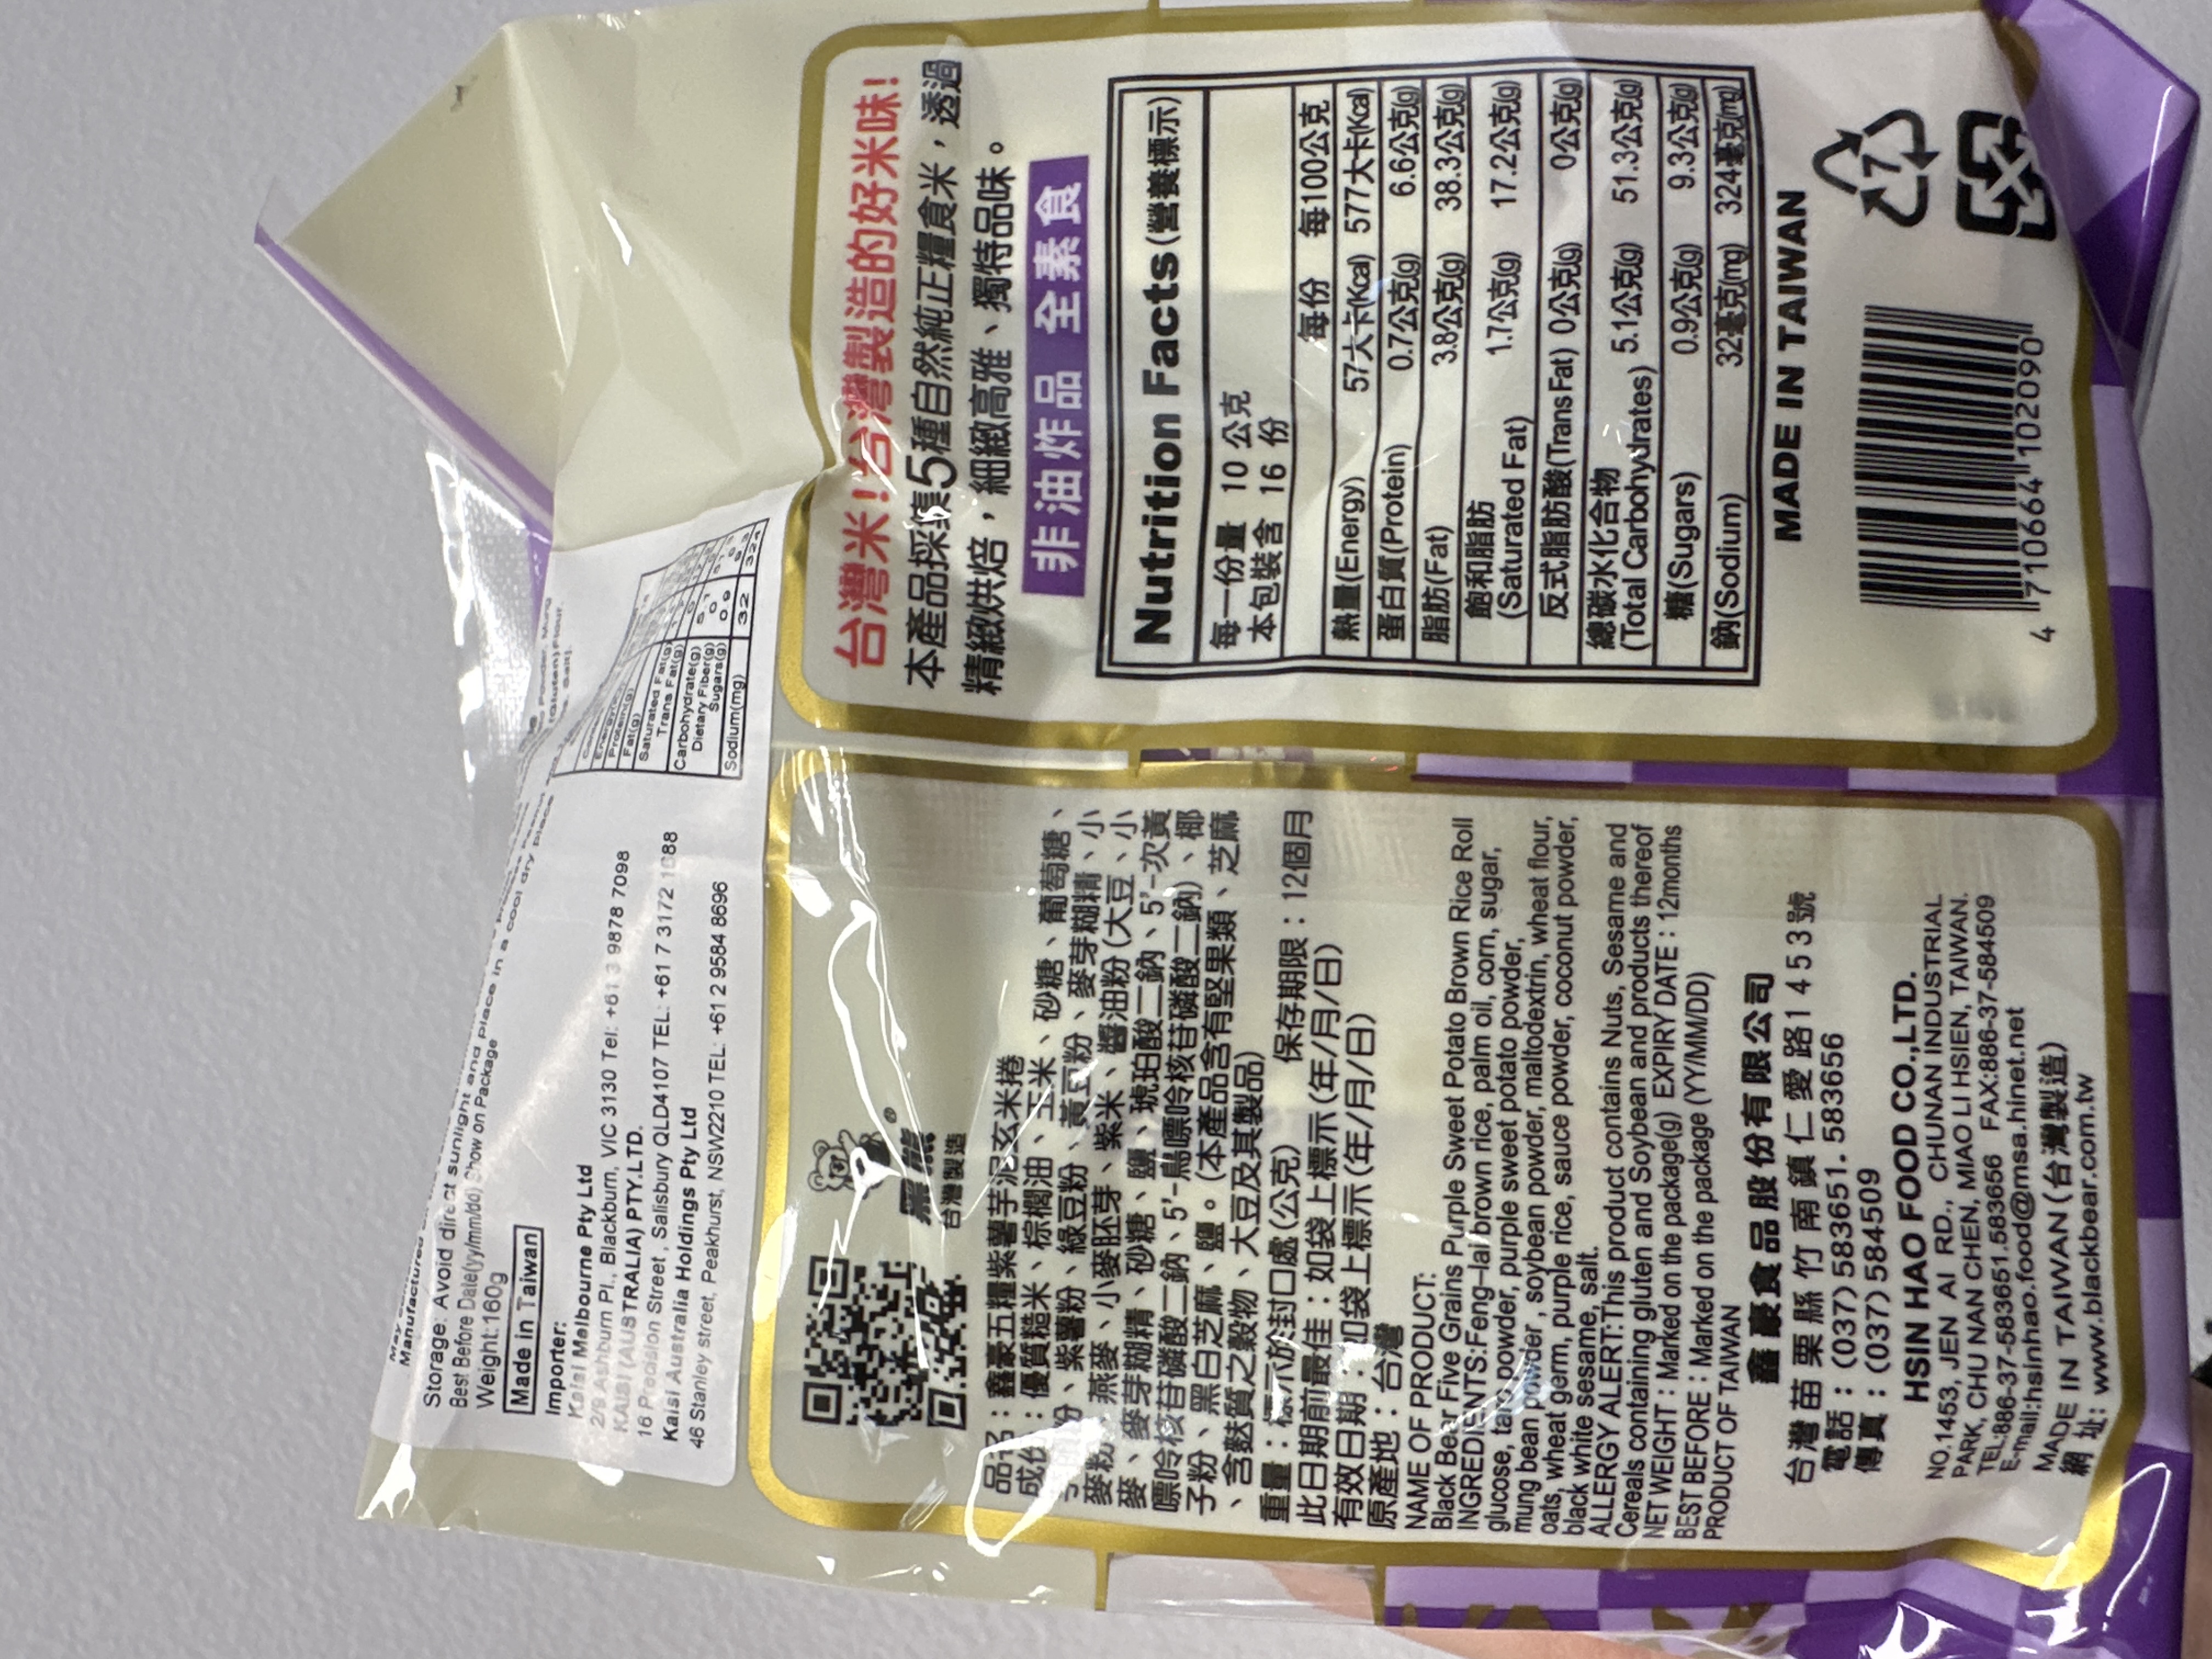 Storage: Avoid direct sunlight and place in a cool dry place
Best Before Date(yy/mm/dd) Show on Package
Weight:160g
Made in Taiwan
Importer:
Kaisi Melbourne Pty Ltd
2/9 Ashburn Pl., Blackburn, VIC 3130 Tel: +61 3 9878 7098
KAISI (AUSTRALIA) PTY.LTD.
16 Precision Street, Salisbury QLD4107 TEL: +61 7 3172 1088
Kaisi Australia Holdings Pty Ltd
46 Stanley street, Peakhurst, NSW2210 TEL: +61 2 9584 8696
Protein(g)
Fat(g)
Saturated Fat(g)
Trans Fat(g)
Carbohydrate(g)
Dietary Fiber(g)
Sugars(g) 0.9
Sodium(mg) 32 324
黑熊®
台灣製造
品名：鑫豪五糧紫薯芋泥玄米捲
成份：優質糙米、棕櫚油、玉米、砂糖、葡萄糖、
芋頭粉、紫薯粉、綠豆粉、黃豆粉、麥芽糊精、小
麥粉、燕麥、小麥胚芽、紫米、醬油粉(大豆、小
麥、麥芽糊精、砂糖、鹽、琥珀酸二鈉、5'-次黃
嘌呤核苷磷酸二鈉、5'-鳥嘌呤核苷磷酸二鈉)、椰
子粉、黑白芝麻、鹽。(本產品含有堅果類、芝麻
、含麩質之穀物、大豆及其製品)
重量：標示於封口處(公克) 保存期限：12個月
此日期前最佳：如袋上標示(年/月/日)
有效日期：如袋上標示(年/月/日)
原產地：台灣
NAME OF PRODUCT:
Black Bear Five Grains Purple Sweet Potato Brown Rice Roll
INGREDIENTS:Feng-lai brown rice, palm oil, corn, sugar,
glucose, taro powder, purple sweet potato powder,
mung bean powder , soybean powder, maltodextrin, wheat flour,
oats, wheat germ, purple rice, sauce powder, coconut powder,
black white sesame, salt.
ALLERGY ALERT:This product contains Nuts, Sesame and
Cereals containing gluten and Soybean and products thereof
NET WEIGHT : Marked on the package(g) EXPIRY DATE : 12months
BEST BEFORE : Marked on the package (YY/MM/DD)
PRODUCT OF TAIWAN
鑫豪食品股份有限公司
台灣苗栗縣竹南鎮仁愛路1453號
電話：(037)583651.583656
傳真：(037)584509
HSIN HAO FOOD CO.,LTD.
NO.1453, JEN AI RD., CHUNAN INDUSTRIAL
PARK, CHU NAN CHEN, MIAO LI HSIEN, TAIWAN.
TEL:886-37-583651.583656 FAX:886-37-584509
E-mail:hsinhao.food@msa.hinet.net
MADE IN TAIWAN(台灣製造)
網 址: www.blackbear.com.tw
台灣米!台灣製造的好米味!
本產品採集5種自然純正糧食米，透過
精緻烘焙，細緻高雅、獨特品味。
非油炸品 全素食
Nutrition Facts(營養標示)
每一份量 10 公克
本包裝含 16 份
每份 每100公克
熱量(Energy) 57大卡(Kcal) 577大卡(Kcal)
蛋白質(Protein) 0.7公克(g) 6.6公克(g)
脂肪(Fat) 3.8公克(g) 38.3公克(g)
飽和脂肪
(Saturated Fat) 1.7公克(g) 17.2公克(g)
反式脂肪酸(Trans Fat) 0公克(g) 0公克(g)
總碳水化合物
(Total Carbohydrates) 5.1公克(g) 51.3公克(g)
糖(Sugars) 0.9公克(g) 9.3公克(g)
鈉(Sodium) 32毫克(mg) 324毫克(mg)
MADE IN TAIWAN
7
4 710664 102090